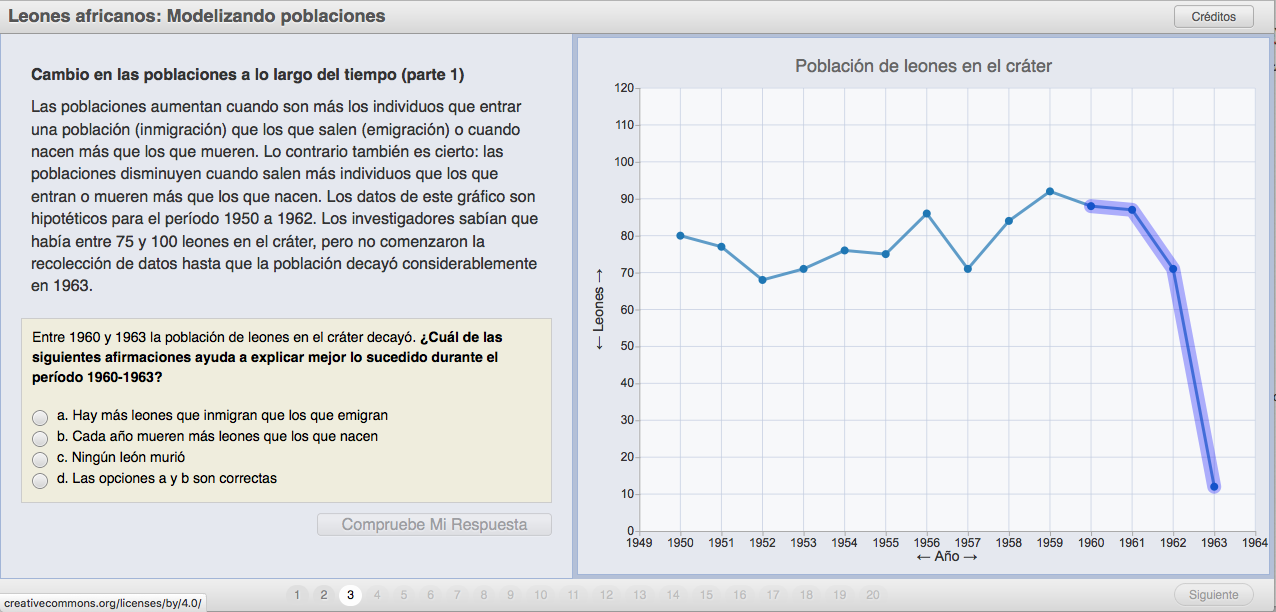 Leones africanos: Modelizando poblaciones
Créditos
Cambio en las poblaciones a lo largo del tiempo (parte 1)
Las poblaciones aumentan cuando son más los individuos que entrar
una población (inmigración) que los que salen (emigración) o cuando
nacen más que los que mueren. Lo contrario también es cierto: las
poblaciones disminuyen cuando salen más individuos que los que
entran o mueren más que los que nacen. Los datos de este gráfico son
hipotéticos para el período 1950 a 1962. Los investigadores sabían que
había entre 75 y 100 leones en el cráter, pero no comenzaron la
recolección de datos hasta que la población decayó considerablemente
en 1963.
Entre 1960 y 1963 la población de leones en el cráter decayó. ¿Cuál de las
siguientes afirmaciones ayuda a explicar mejor lo sucedido durante el
período 1960-1963?
a. Hay más leones que inmigran que los que emigran
b. Cada año mueren más leones que los que nacen
c. Ningún león murió
d. Las opciones a y b son correctas
Compruebe Mi Respuesta
Población de leones en el cráter
120
110
100
90
80
70
60
50
40
30
20
10
0
← Leones →
1949 1950 1951 1952 1953 1954 1955 1956 1957 1958 1959 1960 1961 1962 1963 1964
← Año →
1 2 3 4 5 6 7 8 9 10 11 12 13 14 15 16 17 18 19 20
Siguiente
creativecommons.org/licenses/by/4.0/